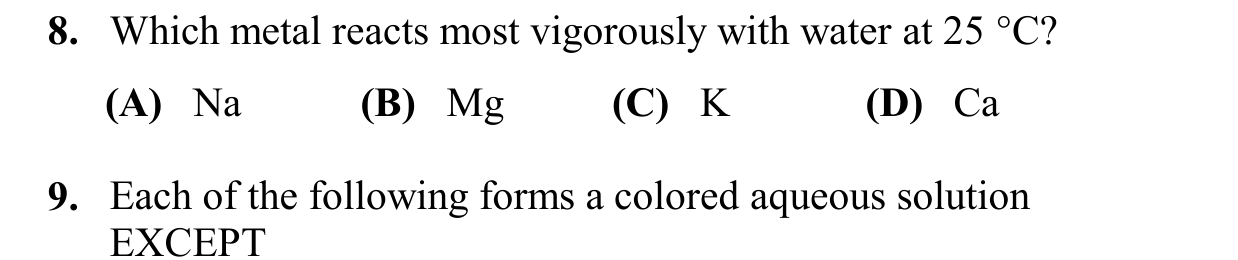 8. Which metal reacts most vigorously with water at 25 °C?
(A) Na (B) Mg (C) K (D) Ca
9. Each of the following forms a colored aqueous solution
EXCEPT